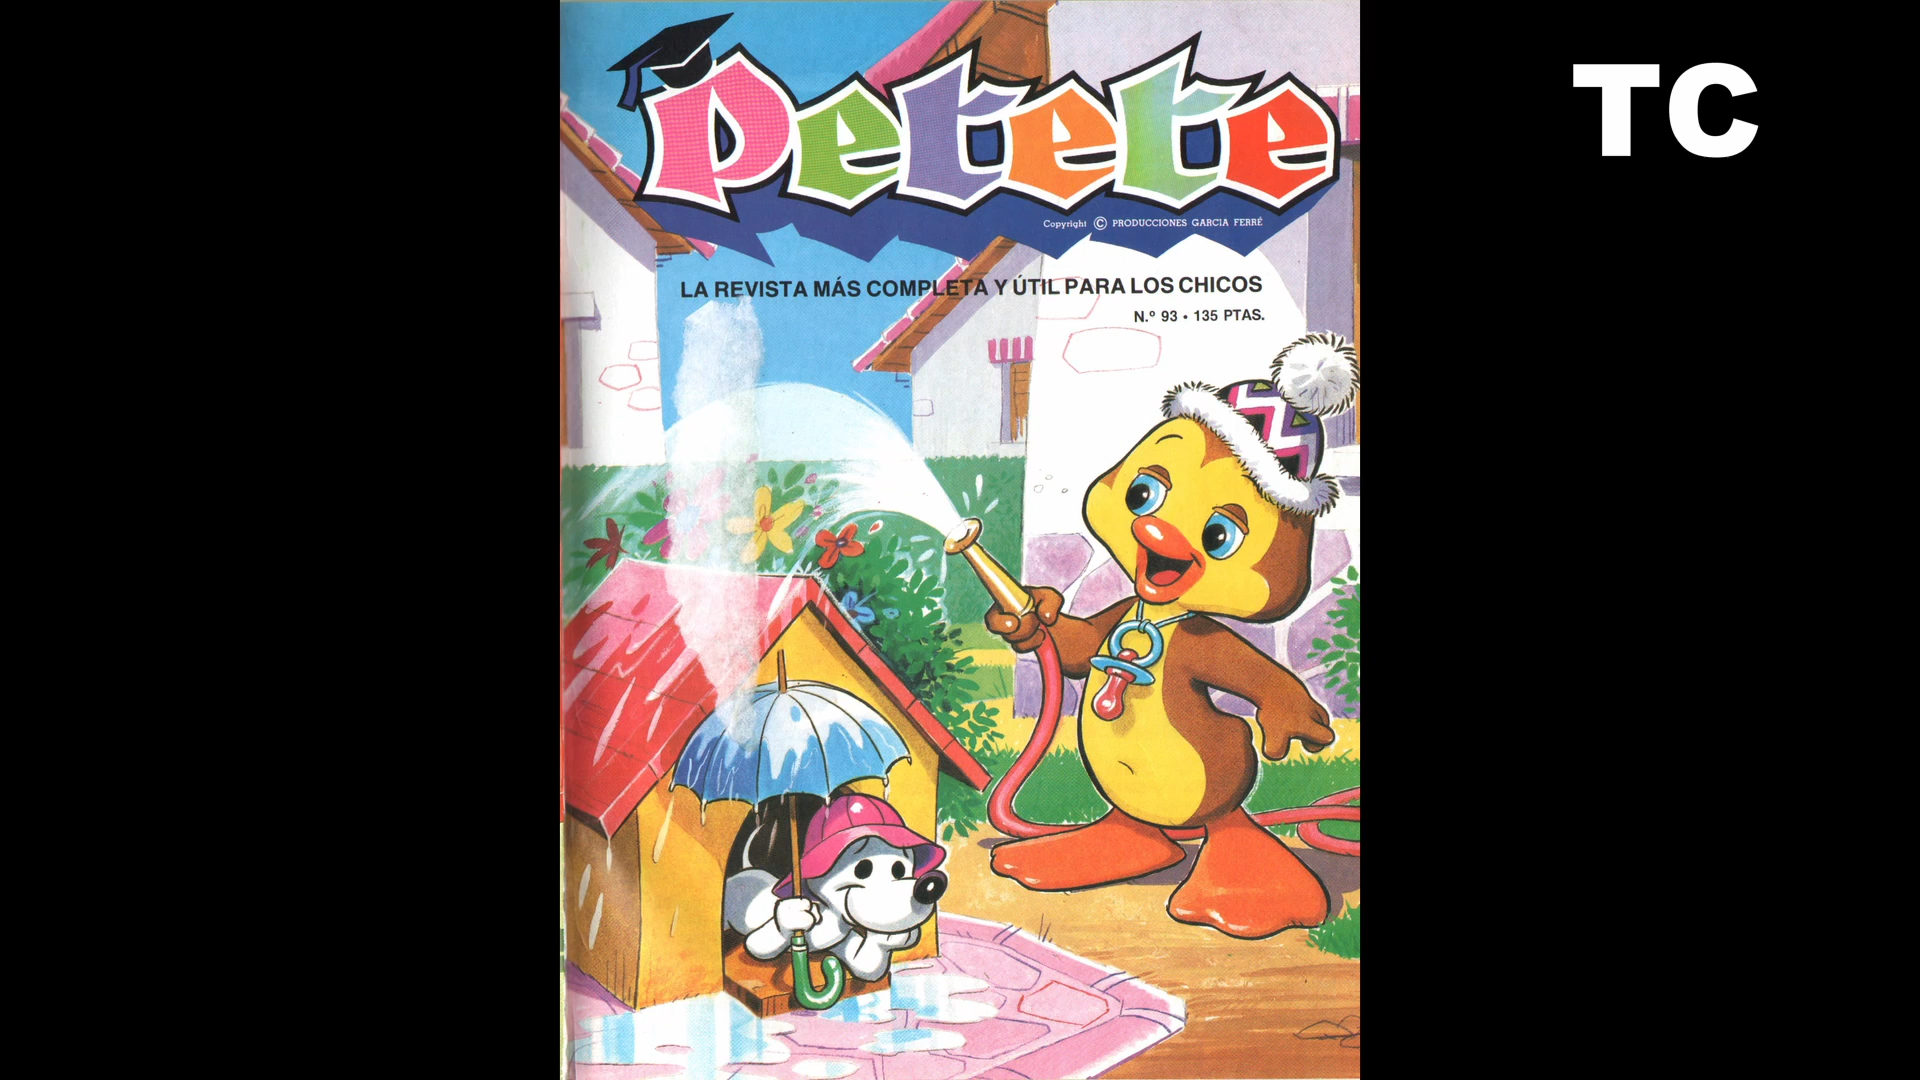 TC
Petete
Copyright © PRODUCCIONES GARCIA FERRÉ
LA REVISTA MÁS COMPLETA Y ÚTIL PARA LOS CHICOS
N.º 93 • 135 PTAS.